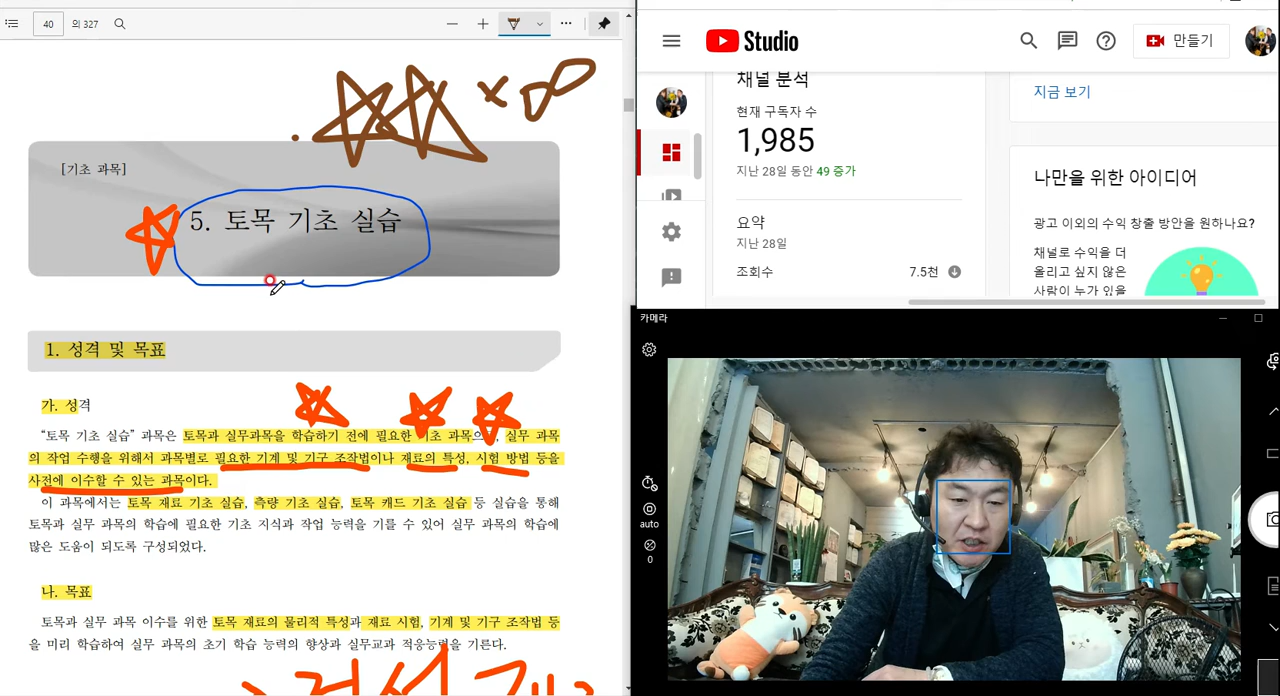 40
의 327
[기초 과목]
5. 토목 기초 실습
1. 성격 및 목표
가. 성격
“토목 기초 실습” 과목은 토목과 실무과목을 학습하기 전에 필요한 기초 과목으로, 실무 과목
의 작업 수행을 위해서 과목별로 필요한 기계 및 기구 조작법이나 재료의 특성, 시험 방법 등을
사전에 이수할 수 있는 과목이다.
이 과목에서는 토목 재료 기초 실습, 측량 기초 실습, 토목 캐드 기초 실습 등 실습을 통해
토목과 실무 과목의 학습에 필요한 기초 지식과 작업 능력을 기를 수 있어 실무 과목의 학습에
많은 도움이 되도록 구성되었다.
나. 목표
토목과 실무 과목 이수를 위한 토목 재료의 물리적 특성과 재료 시험, 기계 및 기구 조작법 등
을 미리 학습하여 실무 과목의 초기 학습 능력의 향상과 실무교과 적응능력을 기른다.
Studio
만들기
채널 분석
현재 구독자 수
1,985
지난 28일 동안 49 증가
요약
지난 28일
조회수 7.5천
지금 보기
나만을 위한 아이디어
광고 이외의 수익 창출 방안을 원하나요?
채널로 수익을 더
올리고 싶지 않은
사람이 누가 있을
카메라
auto
0